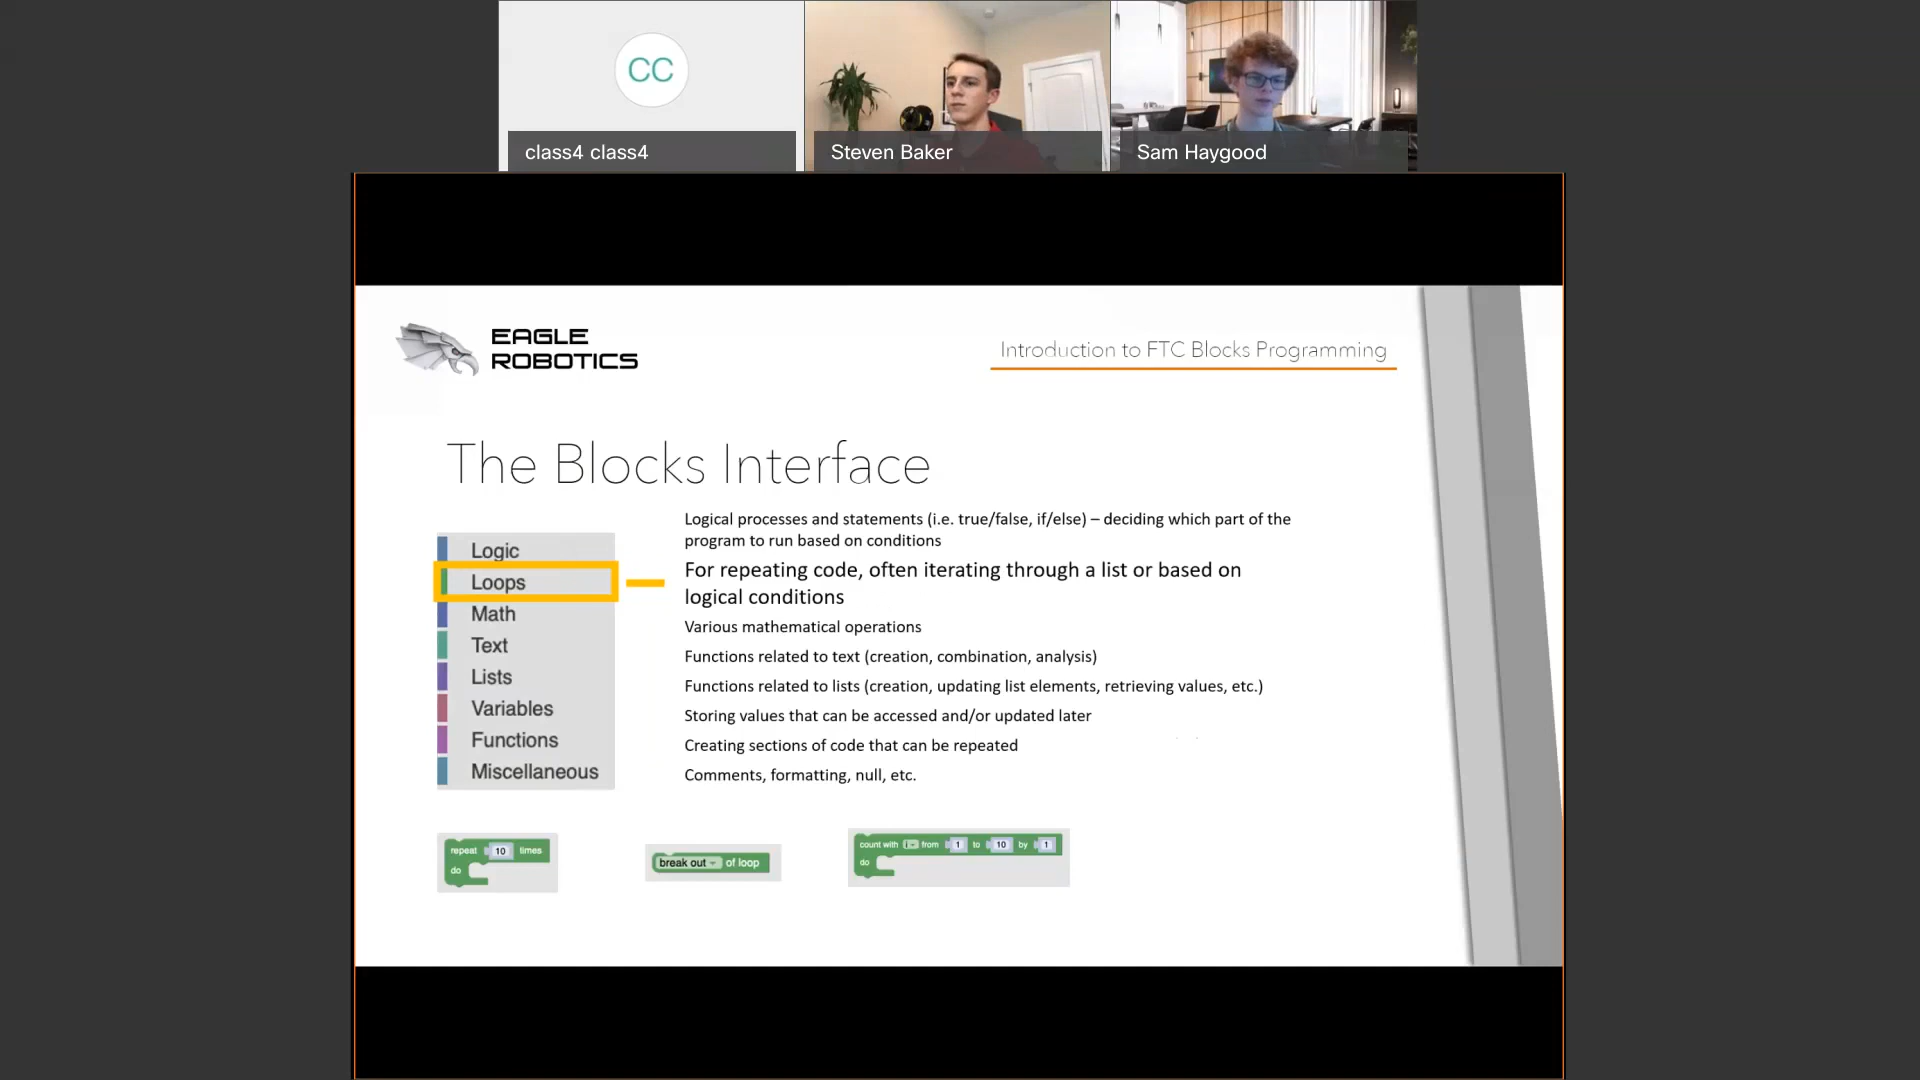 CC
class4 class4
Steven Baker
Sam Haygood
EAGLE
ROBOTICS
Introduction to FTC Blocks Programming
The Blocks Interface
Logic
Loops
Math
Text
Lists
Variables
Functions
Miscellaneous
Logical processes and statements (i.e. true/false, if/else) – deciding which part of the
program to run based on conditions
For repeating code, often iterating through a list or based on
logical conditions
Various mathematical operations
Functions related to text (creation, combination, analysis)
Functions related to lists (creation, updating list elements, retrieving values, etc.)
Storing values that can be accessed and/or updated later
Creating sections of code that can be repeated
Comments, formatting, null, etc.
repeat 10 times
do
break out of loop
count with i from 1 to 10 by 1
do